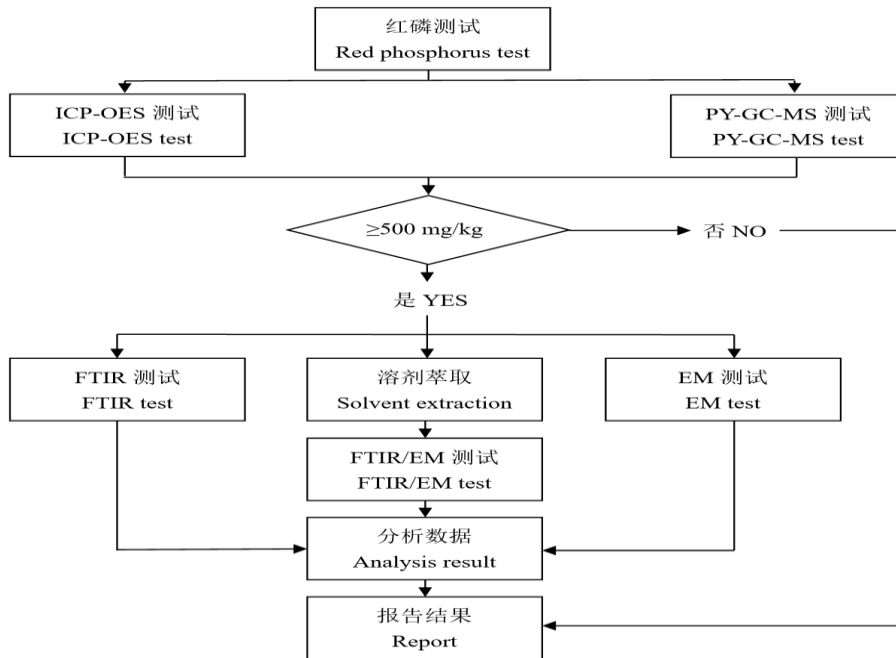 红磷测试
Red phosphorus test
ICP-OES 测试
ICP-OES test
PY-GC-MS 测试
PY-GC-MS test
≥500 mg/kg
否 NO
是 YES
FTIR 测试
FTIR test
溶剂萃取
Solvent extraction
EM 测试
EM test
FTIR/EM 测试
FTIR/EM test
分析数据
Analysis result
报告结果
Report